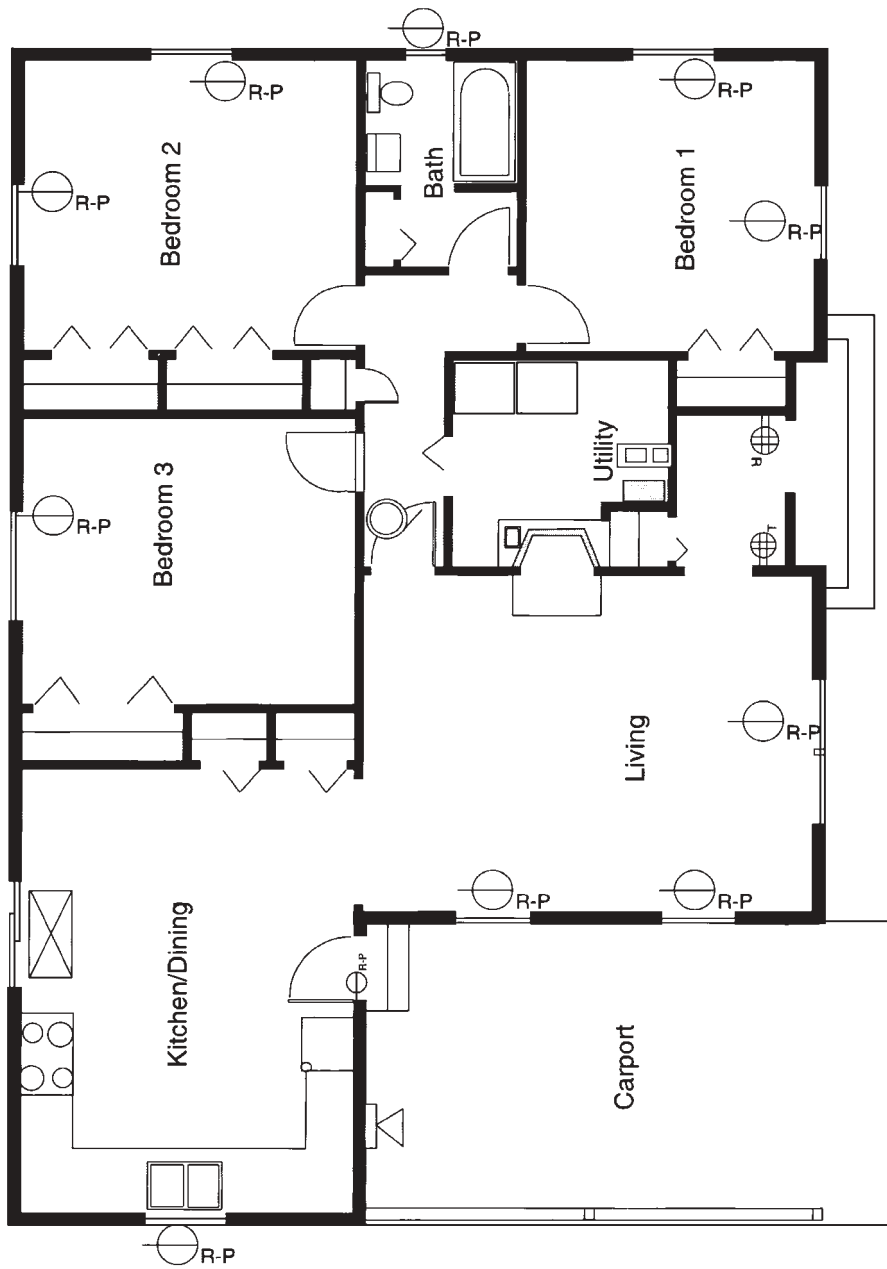 R-P
R-P
R-P
Bedroom 2
Bath
Bedroom 1
R-P
R-P
Utility
R
Bedroom 3
R-P
T
Living
R-P
R-P
R-P
Kitchen/Dining
R-P
Carport
R-P